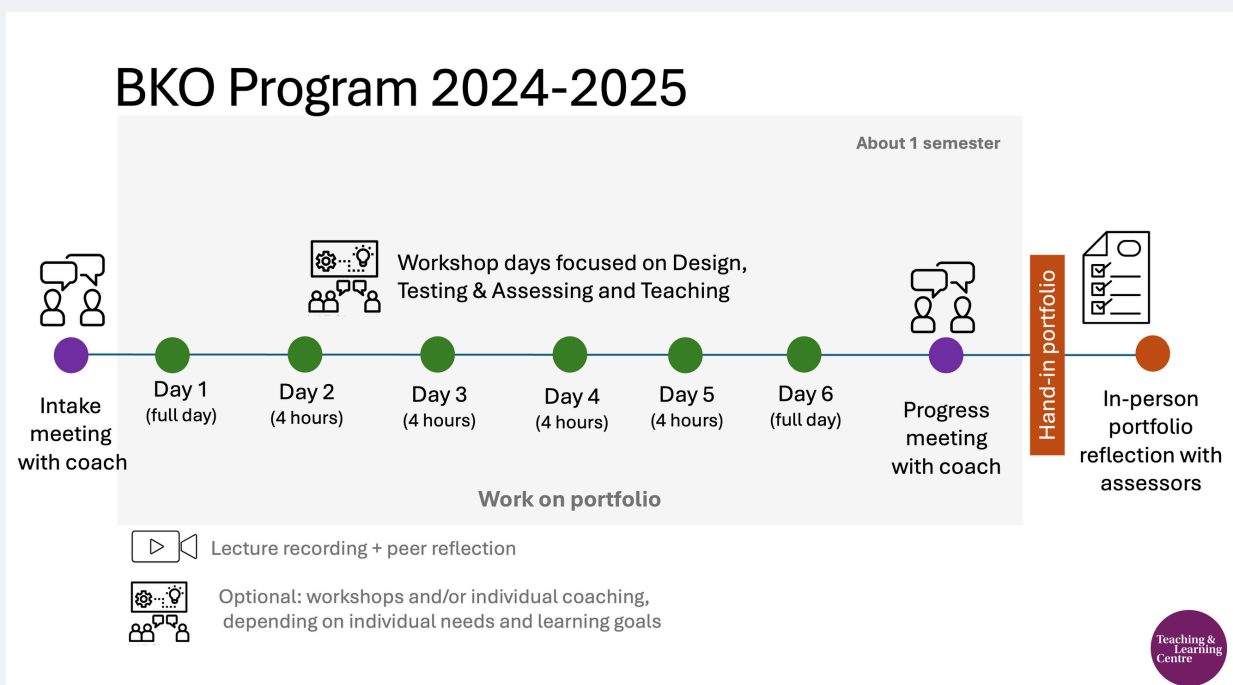 BKO Program 2024-2025
About 1 semester
Workshop days focused on Design,
Testing & Assessing and Teaching
Intake
meeting
with coach
Day 1
(full day)
Day 2
(4 hours)
Day 3
(4 hours)
Day 4
(4 hours)
Day 5
(4 hours)
Day 6
(full day)
Progress
meeting
with coach
Hand-in portfolio
In-person
portfolio
reflection with
assessors
Work on portfolio
Lecture recording + peer reflection
Optional: workshops and/or individual coaching,
depending on individual needs and learning goals
Teaching &
Learning
Centre